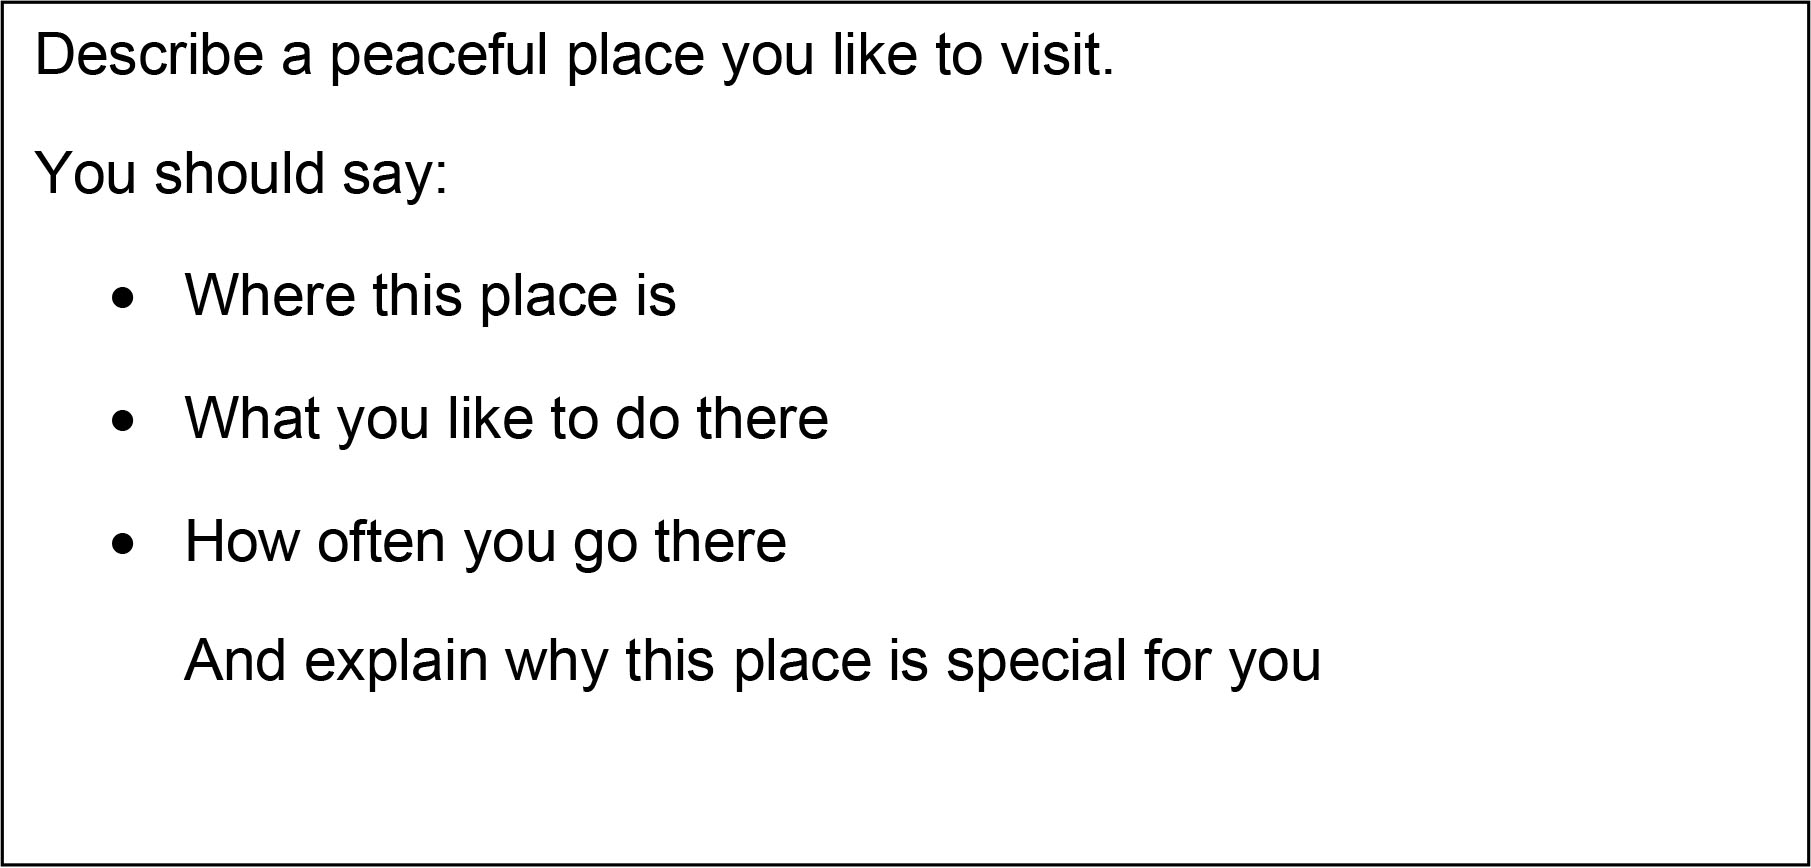 Describe a peaceful place you like to visit.
You should say:
• Where this place is
• What you like to do there
• How often you go there
And explain why this place is special for you